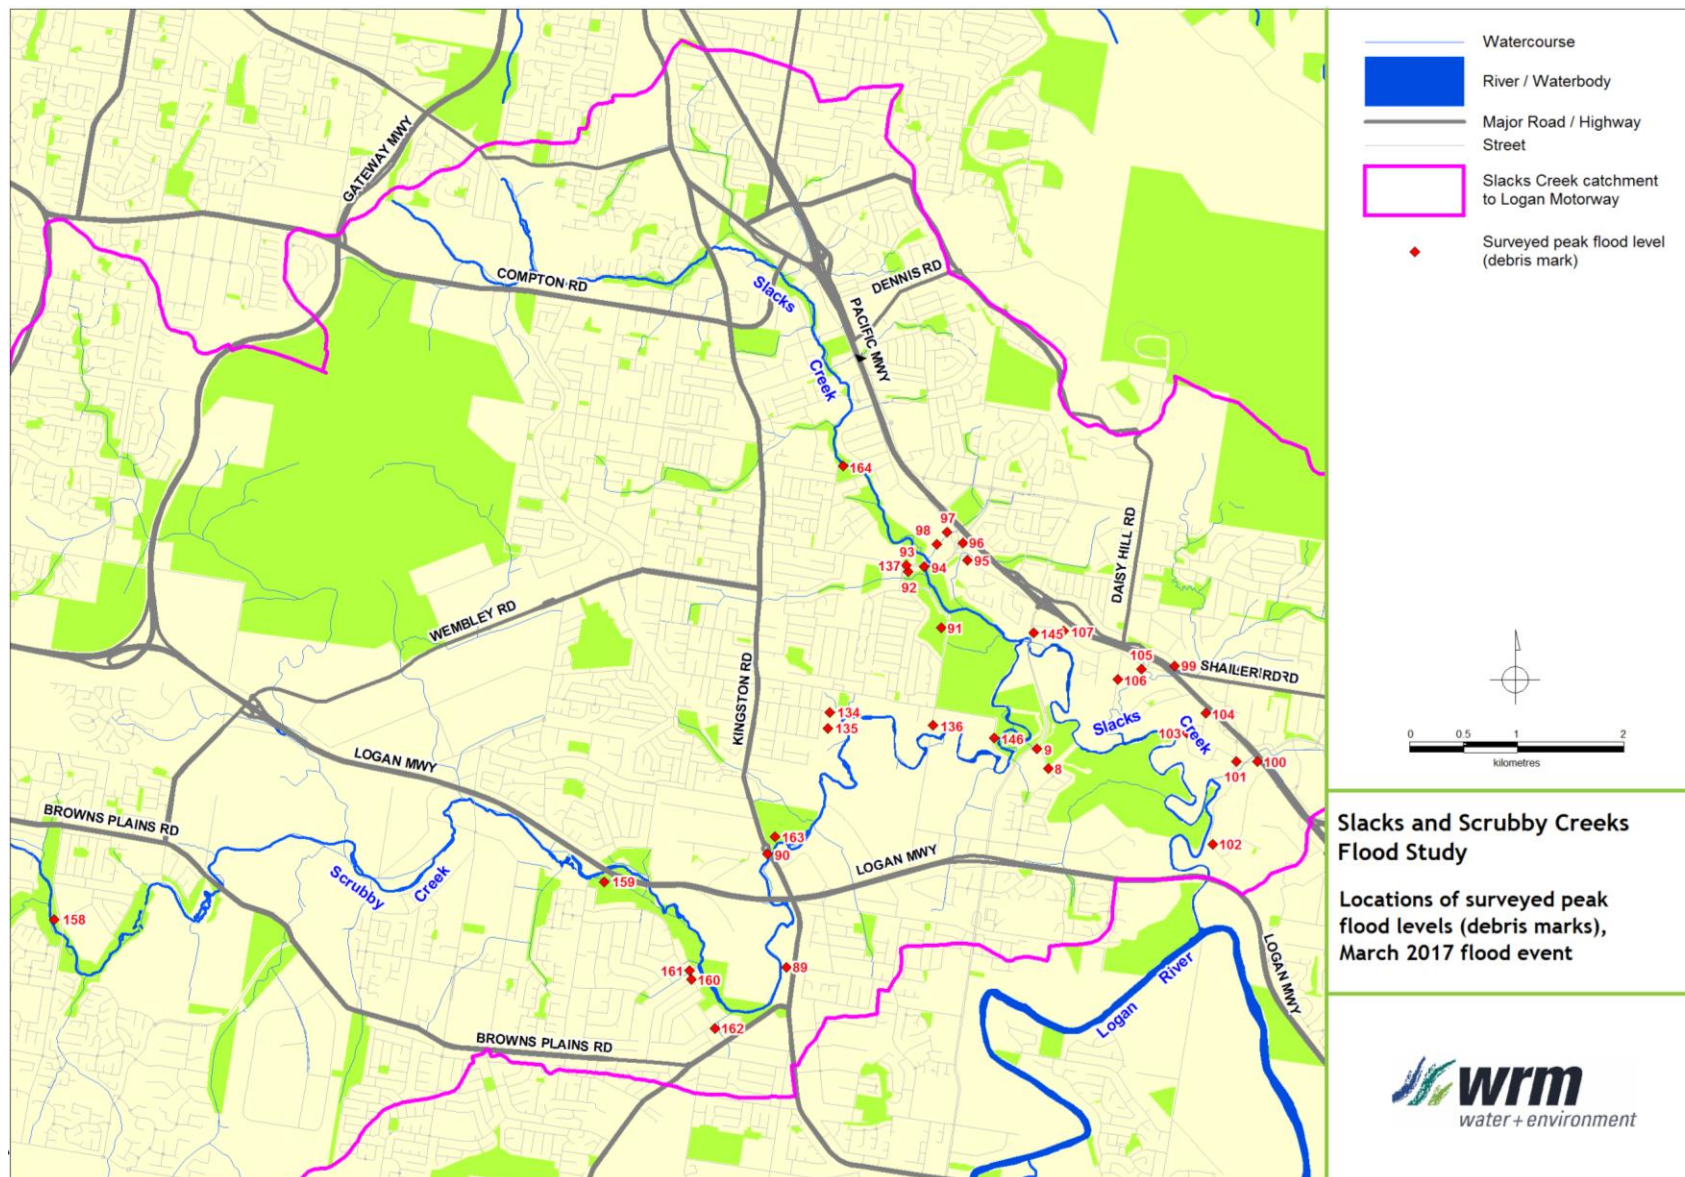 GATEWAY MWY
COMPTON RD
Slacks
Creek
DENNIS RD
PACIFIC MWY
164
97
98
96
93
95
137
94
92
DAISY HILL RD
WEMBLEY RD
91
145
107
105
99
SHAILER RD
106
KINGSTON RD
134
104
135
136
Slacks
Creek
103
146
9
8
101
100
LOGAN MWY
BROWNS PLAINS RD
163
90
102
LOGAN MWY
Scrubby
Creek
159
158
161
160
89
LOGAN MWY
Logan
River
162
BROWNS PLAINS RD
Watercourse
River / Waterbody
Major Road / Highway
Street
Slacks Creek catchment
to Logan Motorway
Surveyed peak flood level
(debris mark)
0 0.5 1 2
kilometres
Slacks and Scrubby Creeks
Flood Study
Locations of surveyed peak
flood levels (debris marks),
March 2017 flood event
wrm
water+environment